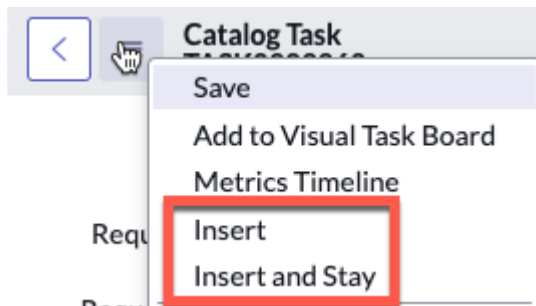 Catalog Task
Save
Add to Visual Task Board
Metrics Timeline
Insert
Requ
Insert and Stay